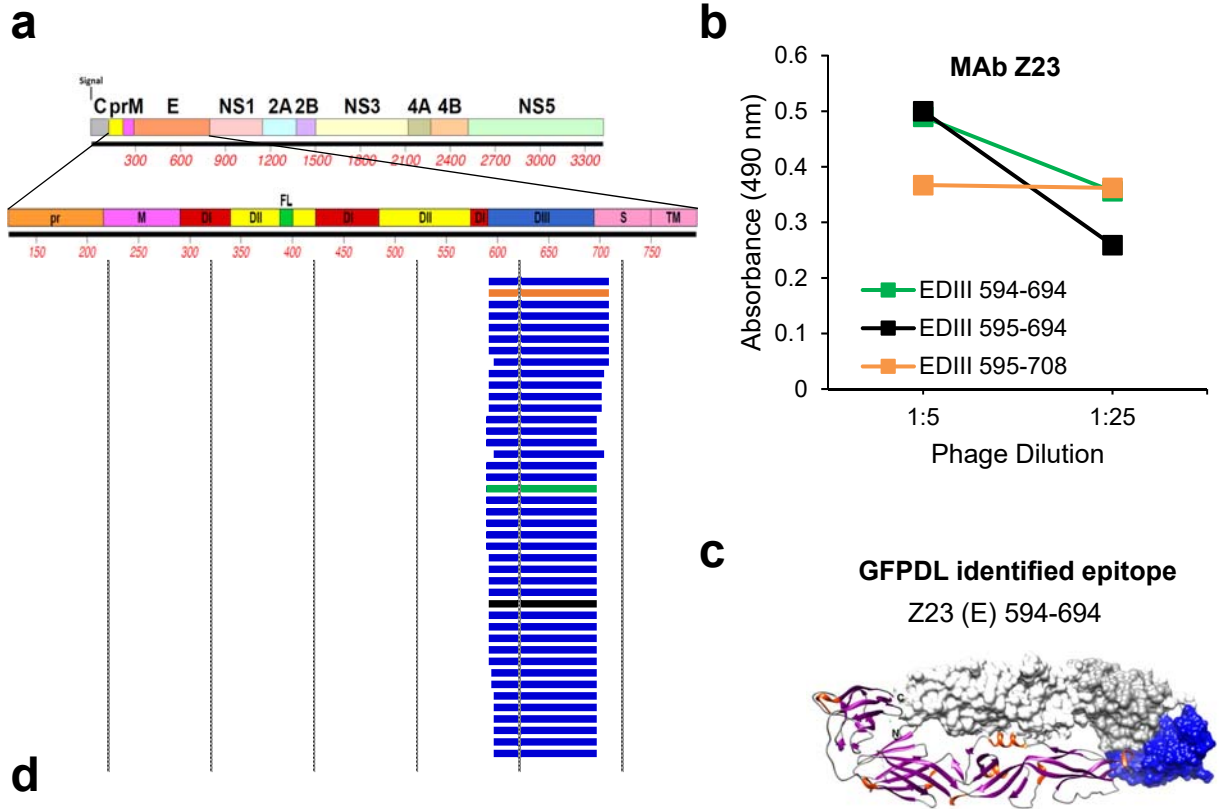 a
Signal
C prM E NS1 2A 2B NS3 4A 4B NS5
300 600 900 1200 1500 1800 2100 2400 2700 3000 3300
FL
pr M DI DII DI DII DI DIII S TM
150 200 250 300 350 400 450 500 550 600 650 700 750
b
MAb Z23
Absorbance (490 nm)
0.6
0.5
0.4
0.3
0.2
0.1
0
EDIII 594-694
EDIII 595-694
EDIII 595-708
1:5 1:25
Phage Dilution
c
GFPDL identified epitope
Z23 (E) 594-694
C
N
d